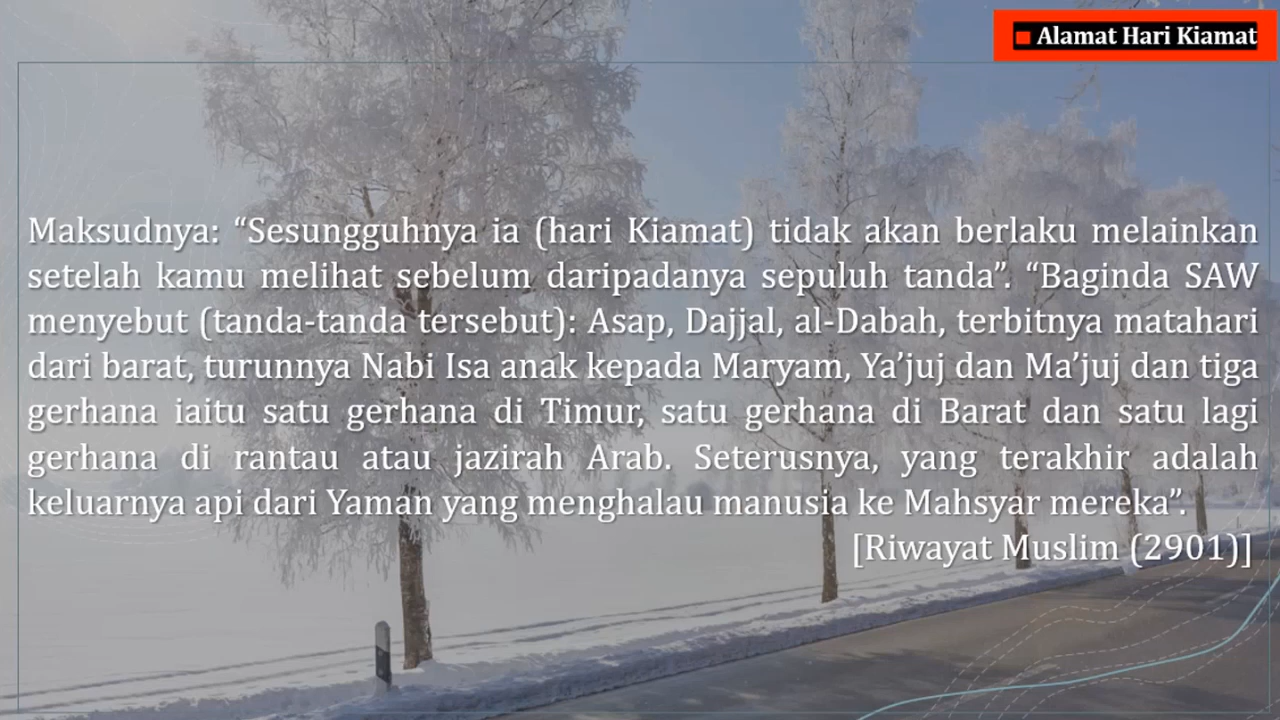 Alamat Hari Kiamat
Maksudnya: “Sesungguhnya ia (hari Kiamat) tidak akan berlaku melainkan
setelah kamu melihat sebelum daripadanya sepuluh tanda”. “Baginda SAW
menyebut (tanda-tanda tersebut): Asap, Dajjal, al-Dabah, terbitnya matahari
dari barat, turunnya Nabi Isa anak kepada Maryam, Ya’juj dan Ma’juj dan tiga
gerhana iaitu satu gerhana di Timur, satu gerhana di Barat dan satu lagi
gerhana di rantau atau jazirah Arab. Seterusnya, yang terakhir adalah
keluarnya api dari Yaman yang menghalau manusia ke Mahsyar mereka”.
[Riwayat Muslim (2901)]